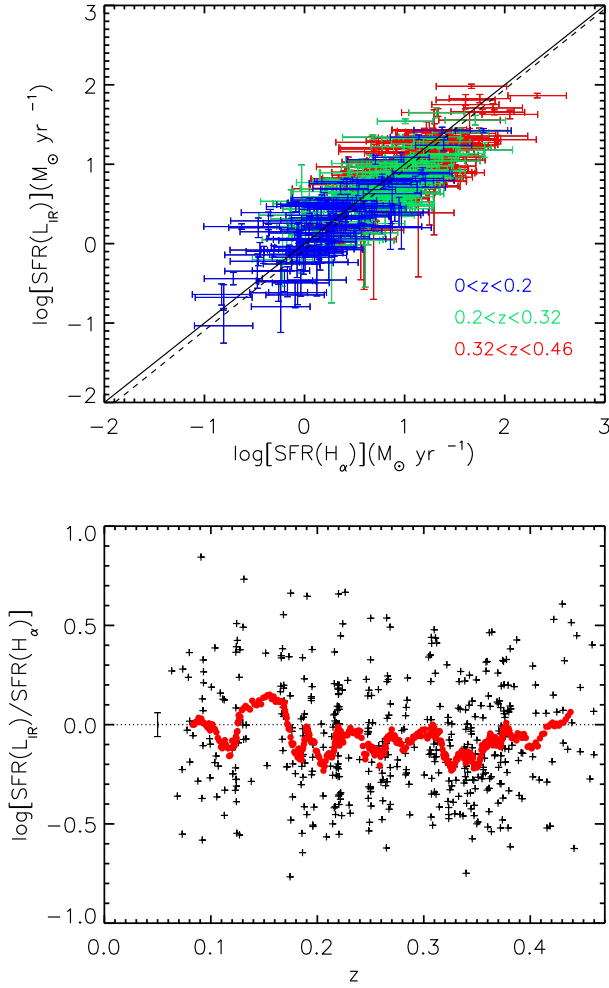 3
2
1
0
−1
−2
log[SFR(L_IR)](M_⊙ yr ⁻¹)
0<z<0.2
0.2<z<0.32
0.32<z<0.46
−2 −1 0 1 2 3
log[SFR(H_α)](M_⊙ yr ⁻¹)
1.0
0.5
0.0
−0.5
−1.0
log[SFR(L_IR)/SFR(H_α)]
0.0 0.1 0.2 0.3 0.4
z